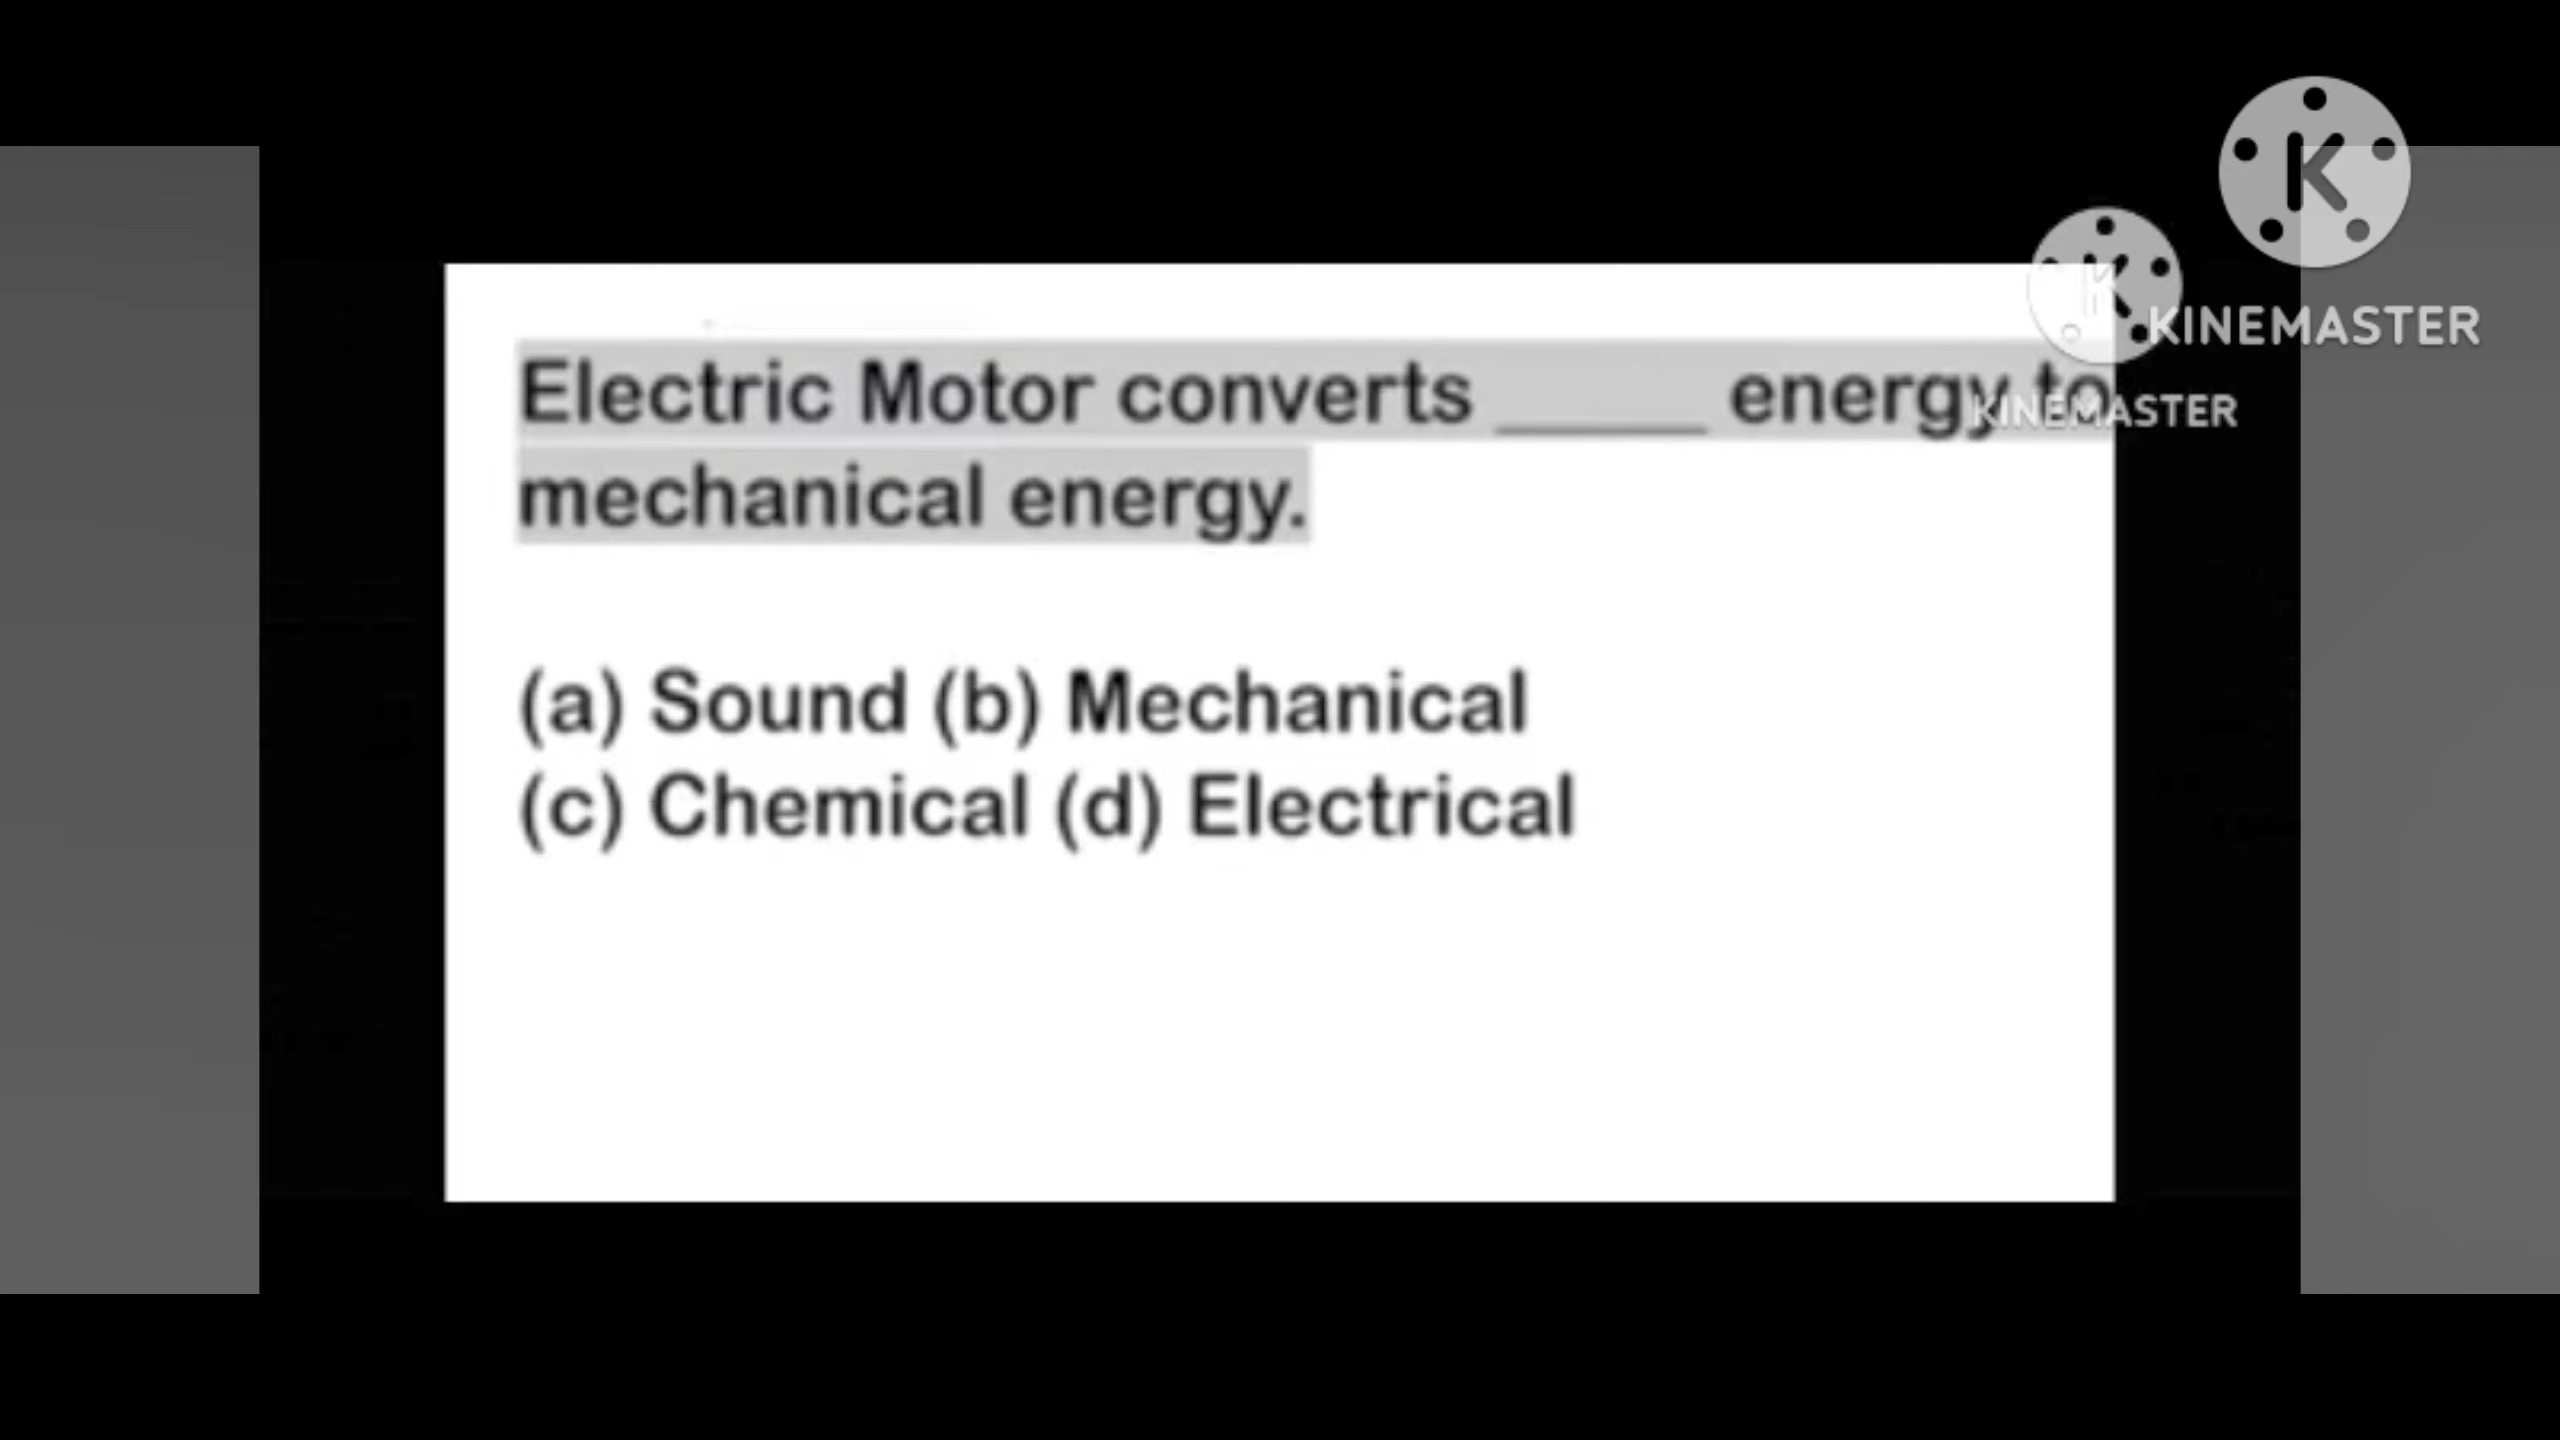 Electric Motor converts _____ energy to
mechanical energy.
(a) Sound (b) Mechanical
(c) Chemical (d) Electrical
KINEMASTER
KINEMASTER